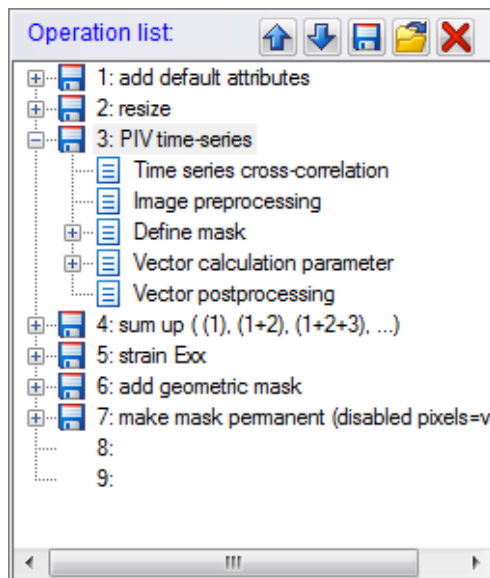 Operation list:
1: add default attributes
2: resize
3: PIV time-series
Time series cross-correlation
Image preprocessing
Define mask
Vector calculation parameter
Vector postprocessing
4: sum up ( (1), (1+2), (1+2+3), ...)
5: strain Exx
6: add geometric mask
7: make mask permanent (disabled pixels=v
8:
9: